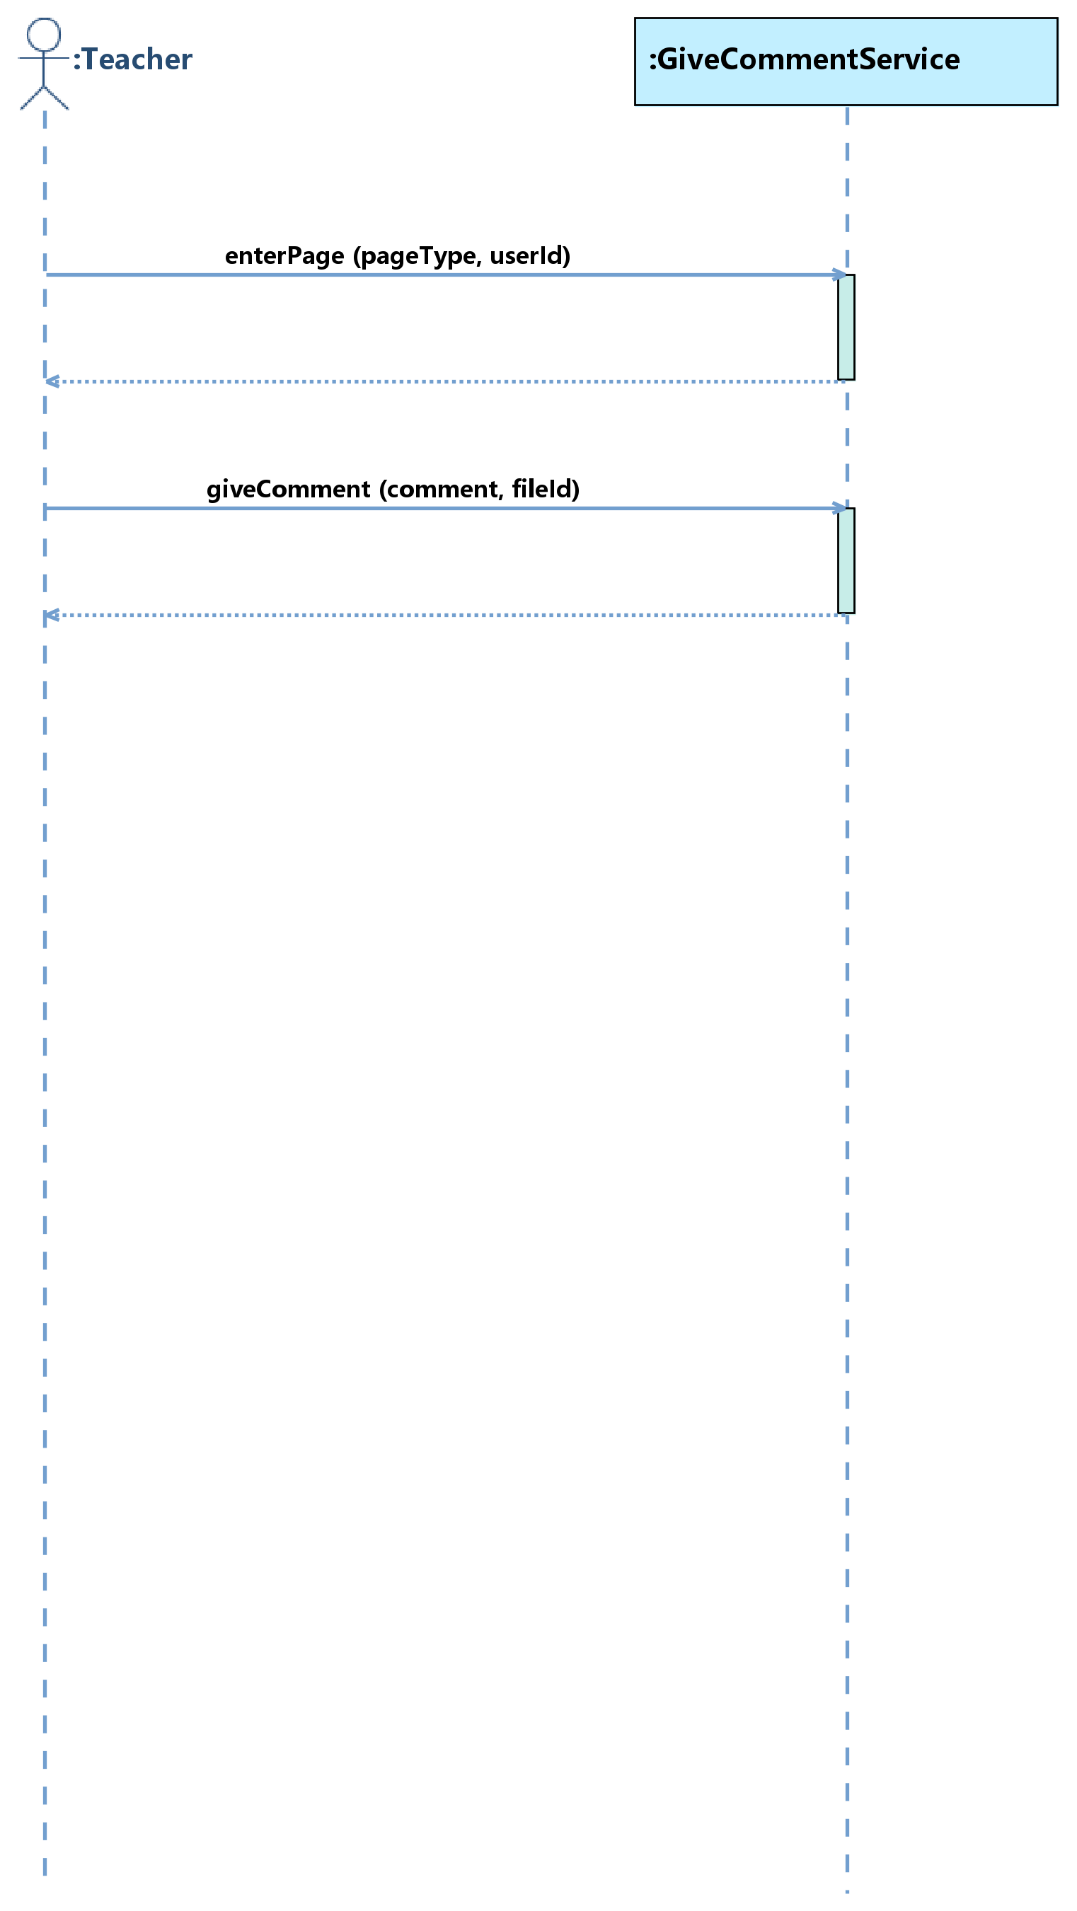 :Teacher
:GiveCommentService
enterPage (pageType, userId)
giveComment (comment, fileId)